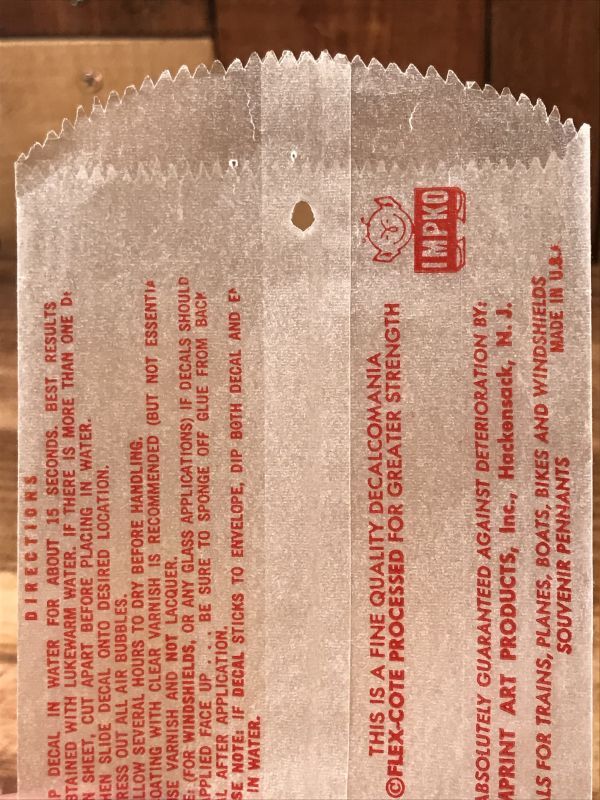 DIRECTIONS
P DECAL IN WATER FOR ABOUT 15 SECONDS. BEST RESULTS
BTAINED WITH LUKEWARM WATER. IF THERE IS MORE THAN ONE D
N SHEET, CUT APART BEFORE PLACING IN WATER.
HEN SLIDE DECAL ONTO DESIRED LOCATION.
RESS OUT ALL AIR BUBBLES.
LLOW SEVERAL HOURS TO DRY BEFORE HANDLING.
OATING WITH CLEAR VARNISH IS RECOMMENDED (BUT NOT ESSENTIA
SE VARNISH AND NOT LACQUER.
E: (FOR WINDSHIELDS, OR ANY GLASS APPLICATIONS) IF DECALS SHOULD
PPLIED FACE UP . . . BE SURE TO SPONGE OFF GLUE FROM BACK
L AFTER APPLICATION.
SE NOTE: IF DECAL STICKS TO ENVELOPE, DIP BOTH DECAL AND E
IN WATER.
IMPKO
THIS IS A FINE QUALITY DECALCOMANIA
©FLEX-COTE PROCESSED FOR GREATER STRENGTH
ABSOLUTELY GUARANTEED AGAINST DETERIORATION BY:
MPRINT ART PRODUCTS, Inc., Hackensack, N. J.
LS FOR TRAINS, PLANES, BOATS, BIKES AND WINDSHIELDS
SOUVENIR PENNANTS
MADE IN U.S.A